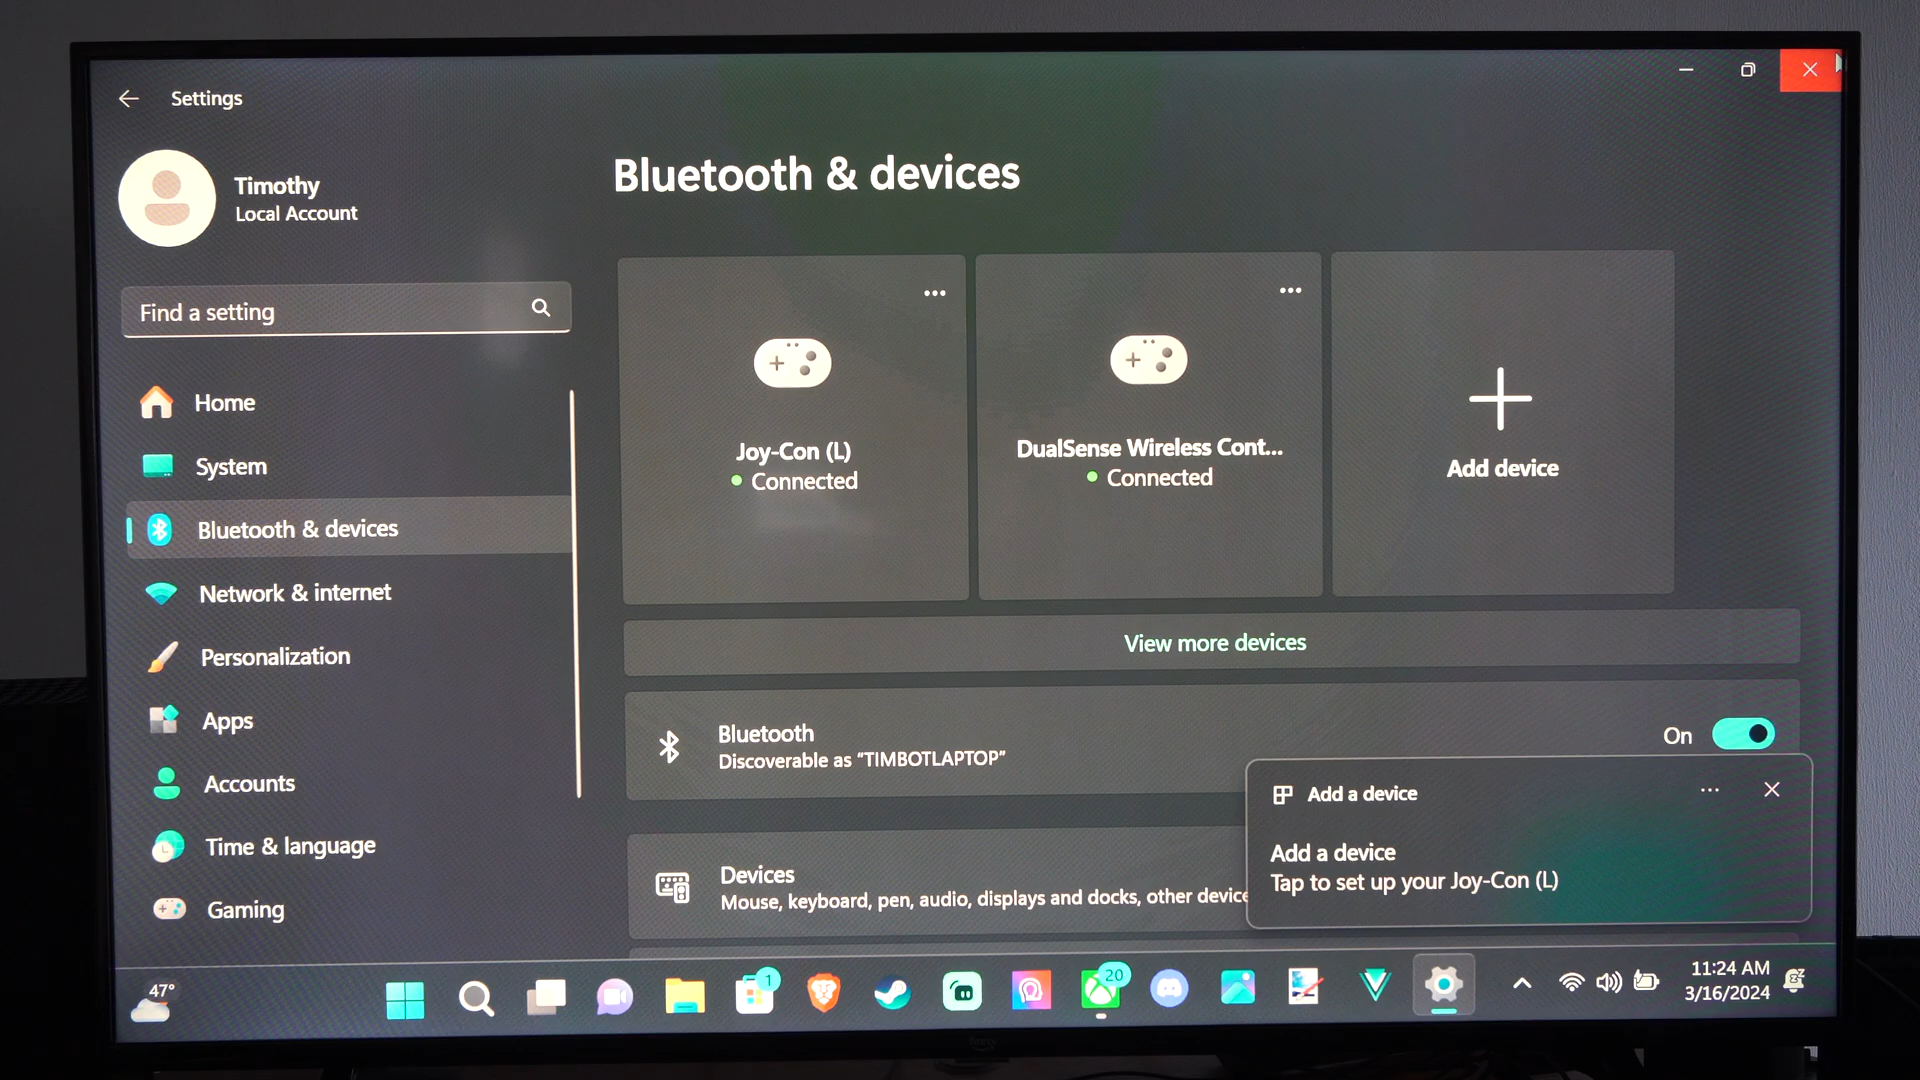 Settings
Timothy
Local Account
Find a setting
Home
System
Bluetooth & devices
Network & internet
Personalization
Apps
Accounts
Time & language
Gaming
Bluetooth & devices
Joy-Con (L)
Connected
DualSense Wireless Cont...
Connected
Add device
View more devices
Bluetooth
Discoverable as "TIMBOTLAPTOP"
On
Devices
Mouse, keyboard, pen, audio, displays and docks, other device
Add a device
Add a device
Tap to set up your Joy-Con (L)
47°
1
20
11:24 AM
3/16/2024